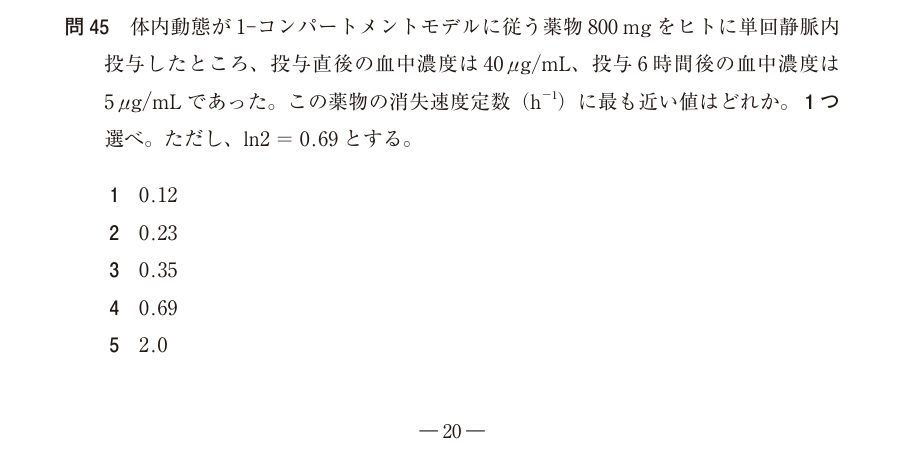 問 45 体内動態が 1-コンパートメントモデルに従う薬物 800 mg をヒトに単回静脈内
投与したところ、投与直後の血中濃度は 40 μg/mL、投与 6 時間後の血中濃度は
5 μg/mL であった。この薬物の消失速度定数（h⁻¹）に最も近い値はどれか。1つ
選べ。ただし、ln2 = 0.69 とする。
1 0.12
2 0.23
3 0.35
4 0.69
5 2.0
— 20 —